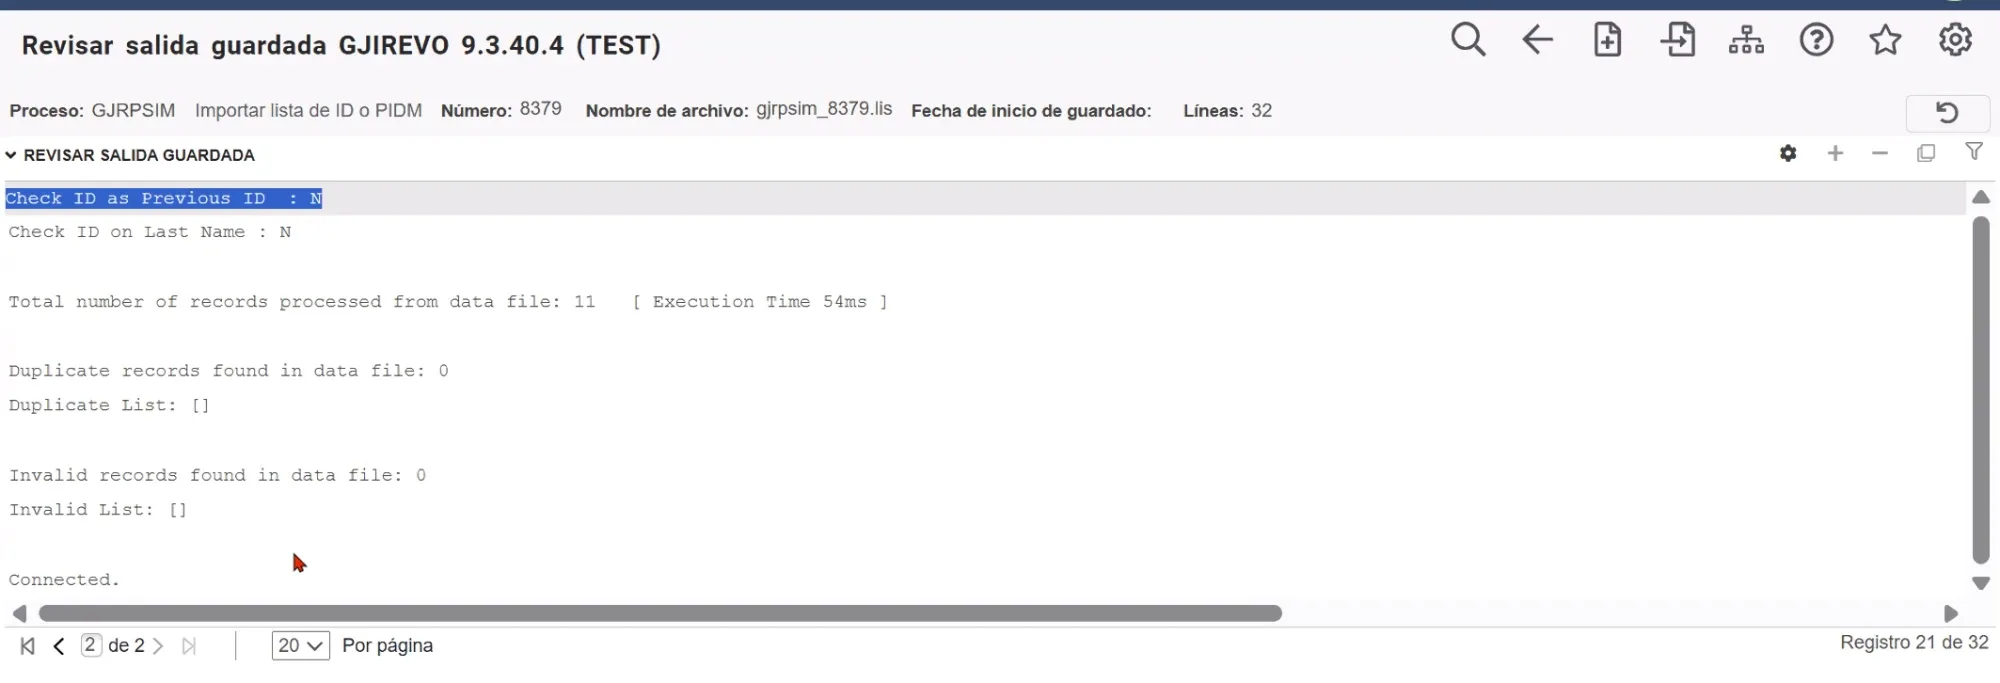 Revisar salida guardada GJIREVO 9.3.40.4 (TEST)
Proceso: GJRPSIM Importar lista de ID o PIDM Número: 8379 Nombre de archivo: gjrpsim_8379.lis Fecha de inicio de guardado: Líneas: 32
REVISAR SALIDA GUARDADA
Check ID as Previous ID : N
Check ID on Last Name : N
Total number of records processed from data file: 11 [ Execution Time 54ms ]
Duplicate records found in data file: 0
Duplicate List: []
Invalid records found in data file: 0
Invalid List: []
Connected.
2 de 2 20 Por página Registro 21 de 32